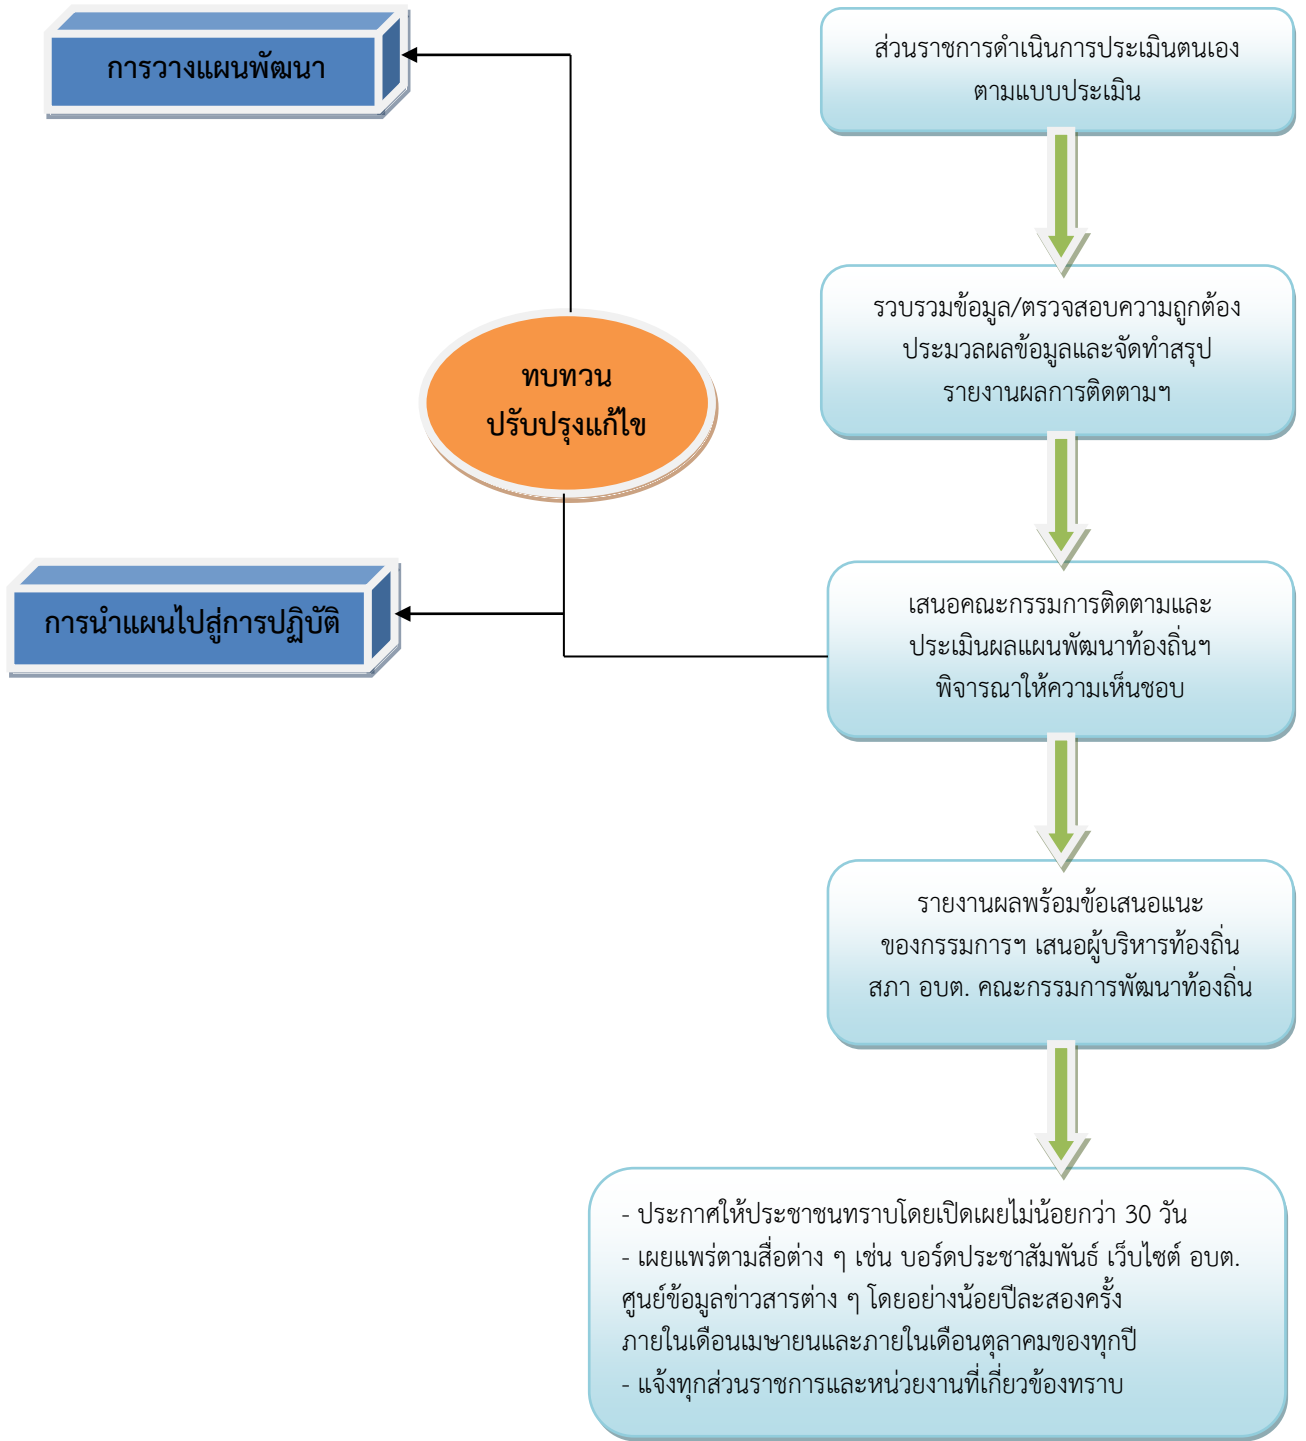 การวางแผนพัฒนา
ส่วนราชการดำเนินการประเมินตนเอง
ตามแบบประเมิน
รวบรวมข้อมูล/ตรวจสอบความถูกต้อง
ประมวลผลข้อมูลและจัดทำสรุป
รายงานผลการติดตามฯ
ทบทวน
ปรับปรุงแก้ไข
การนำแผนไปสู่การปฏิบัติ
เสนอคณะกรรมการติดตามและ
ประเมินผลแผนพัฒนาท้องถิ่นฯ
พิจารณาให้ความเห็นชอบ
รายงานผลพร้อมข้อเสนอแนะ
ของกรรมการฯ เสนอผู้บริหารท้องถิ่น
สภา อบต. คณะกรรมการพัฒนาท้องถิ่น
- ประกาศให้ประชาชนทราบโดยเปิดเผยไม่น้อยกว่า 30 วัน
- เผยแพร่ตามสื่อต่าง ๆ เช่น บอร์ดประชาสัมพันธ์ เว็บไซต์ อบต.
ศูนย์ข้อมูลข่าวสารต่าง ๆ โดยอย่างน้อยปีละสองครั้ง
ภายในเดือนเมษายนและภายในเดือนตุลาคมของทุกปี
- แจ้งทุกส่วนราชการและหน่วยงานที่เกี่ยวข้องทราบ